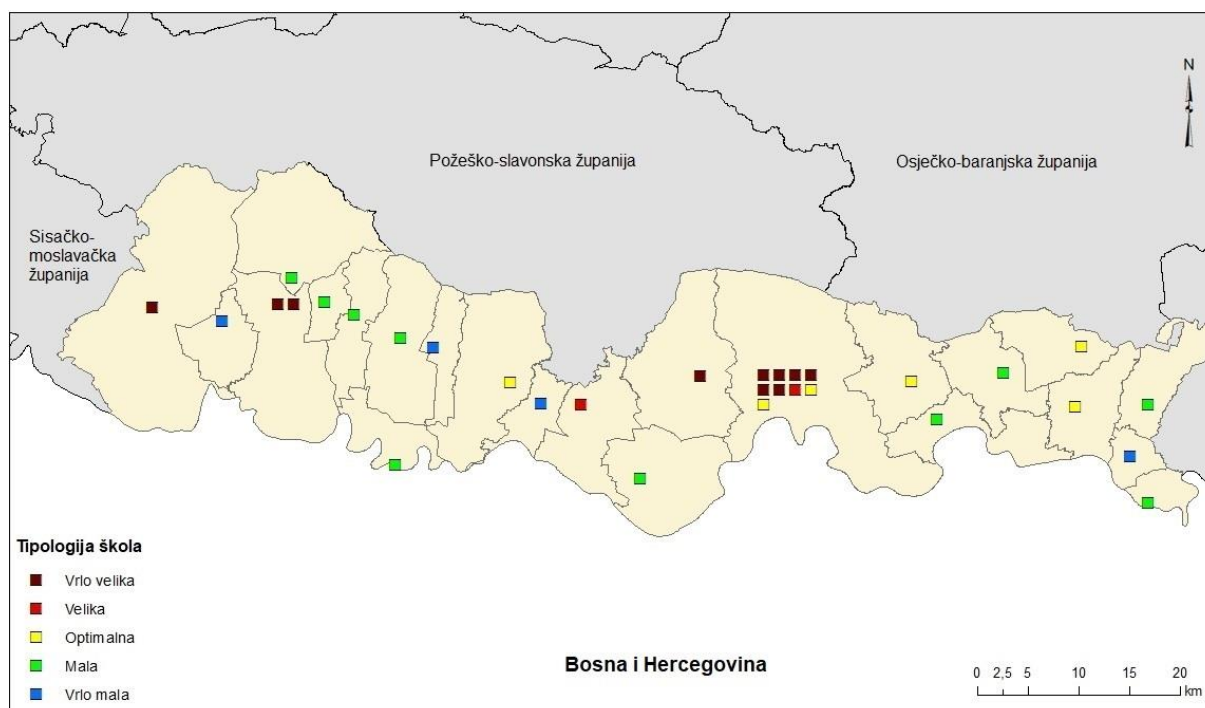 N
Požeško-slavonska županija
Osječko-baranjska županija
Sisačko-
moslavačka
županija
Tipologija škola
Vrlo velika
Velika
Optimalna
Mala
Vrlo mala
Bosna i Hercegovina
0 2,5 5 10 15 20
km